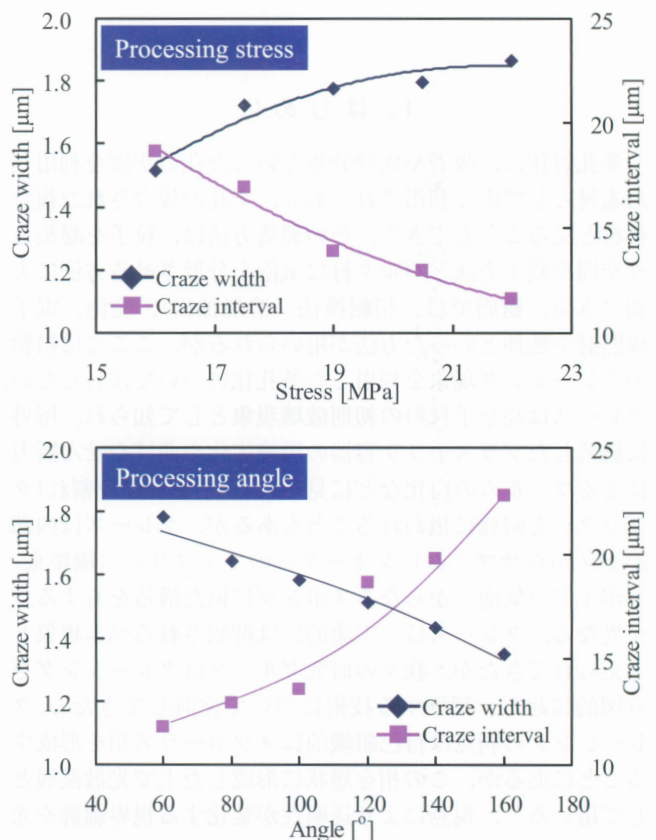 Processing stress
Craze width [µm]
2.0
1.8
1.6
1.4
1.2
1.0
Craze width
Craze interval
25
20
15
10
Craze interval [µm]
15
17
19
21
23
Stress [MPa]
Processing angle
Craze width [µm]
2.0
1.8
1.6
1.4
1.2
1.0
Craze width
Craze interval
25
20
15
10
Craze interval [µm]
40
60
80
100
120
140
160
180
Angle [°]